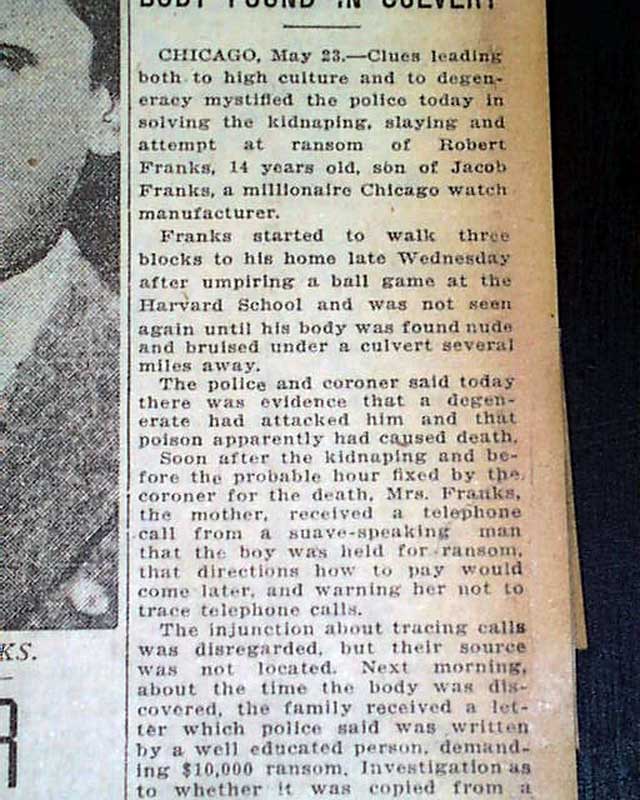 BODY FOUND IN CULVERT
CHICAGO, May 23.—Clues leading
both to high culture and to degen-
eracy mystified the police today in
solving the kidnaping, slaying and
attempt at ransom of Robert
Franks, 14 years old, son of Jacob
Franks, a millionaire Chicago watch
manufacturer.
Franks started to walk three
blocks to his home late Wednesday
after umpiring a ball game at the
Harvard School and was not seen
again until his body was found nude
and bruised under a culvert several
miles away.
The police and coroner said today
there was evidence that a degen-
erate had attacked him and that
poison apparently had caused death.
Soon after the kidnaping and be-
fore the probable hour fixed by the
coroner for the death, Mrs. Franks,
the mother, received a telephone
call from a suave-speaking man
that the boy was held for ransom,
that directions how to pay would
come later, and warning her not to
trace telephone calls.
The injunction about tracing calls
was disregarded, but their source
was not located. Next morning,
about the time the body was dis-
covered, the family received a let-
ter which police said was written
by a well educated person, demand-
ing $10,000 ransom. Investigation as
to whether it was copied from a
KS.
R